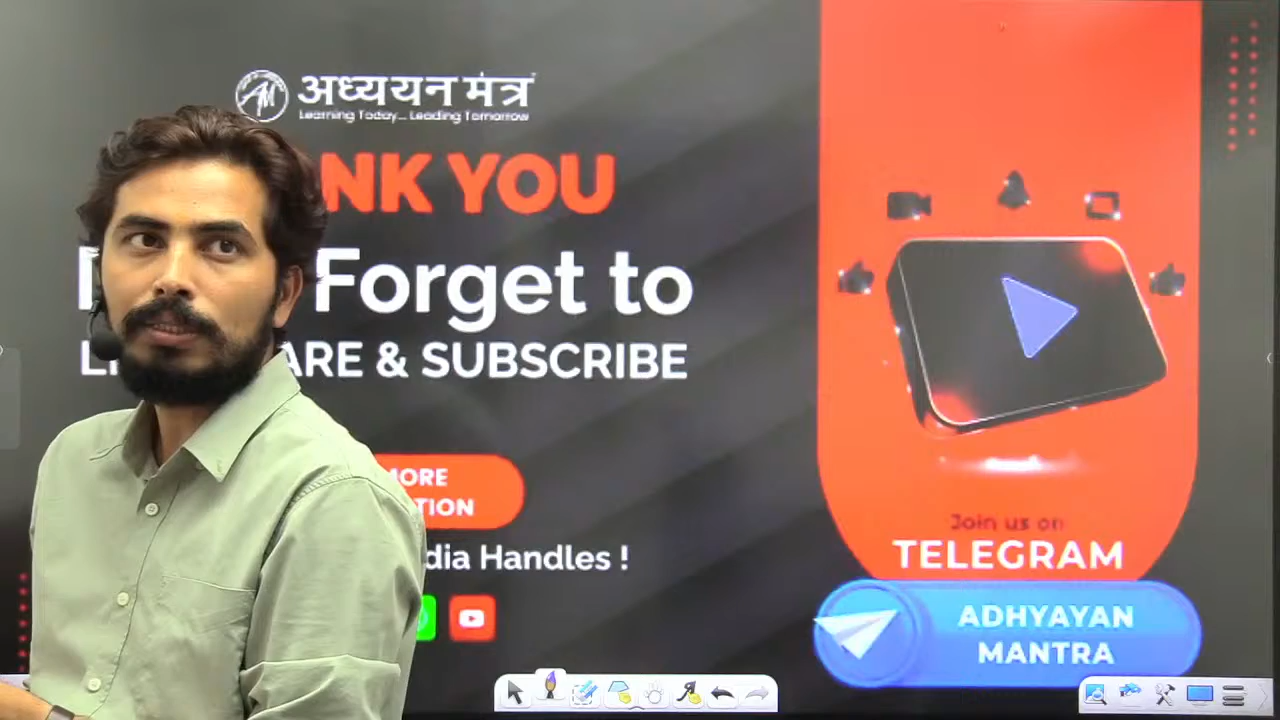 अध्ययन मंत्र
Learning Today... Leading Tomorrow
NK YOU
Forget to
ARE & SUBSCRIBE
MORE
TION
dia Handles !
Join us on
TELEGRAM
ADHYAYAN
MANTRA